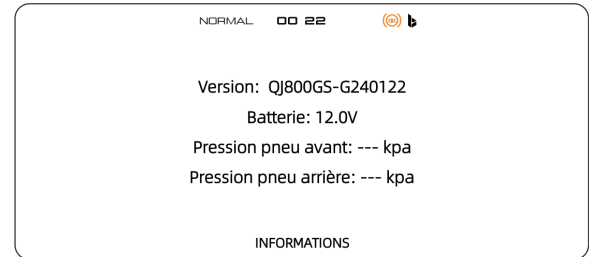 NORMAL 00 22
Version: QJ800GS-G240122
Batterie: 12.0V
Pression pneu avant: --- kpa
Pression pneu arrière: --- kpa
INFORMATIONS